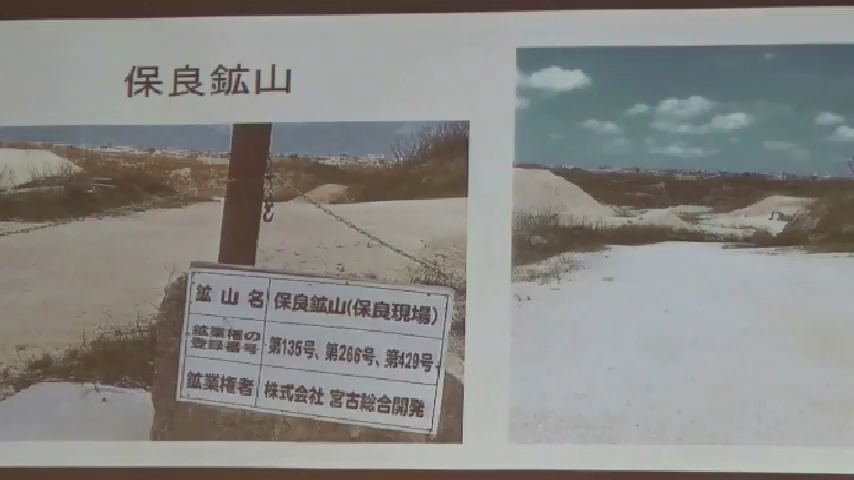 保良鉱山
鉱山名 保良鉱山(保良現場)
鉱業権の登録番号 第135号、第266号、第429号
鉱業権者 株式会社 宮古総合開発